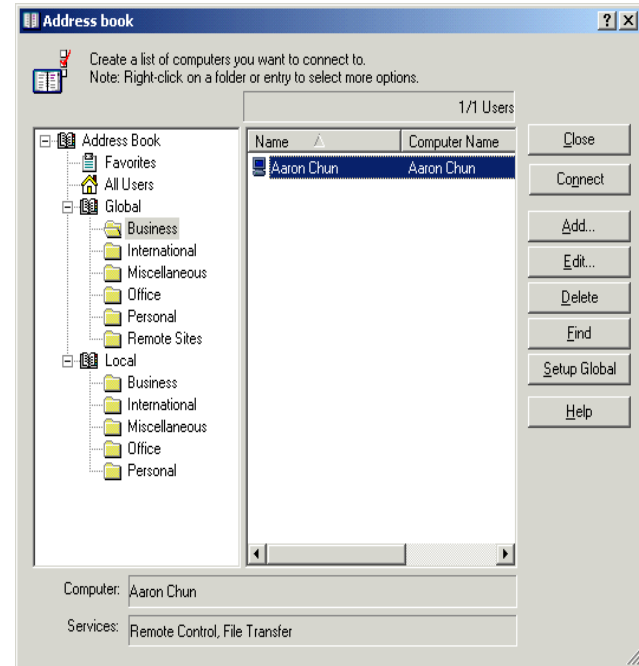 Address book
Create a list of computers you want to connect to.
Note: Right-click on a folder or entry to select more options.
1/1 Users
Address Book
Favorites
All Users
Global
Business
International
Miscellaneous
Office
Personal
Remote Sites
Local
Business
International
Miscellaneous
Office
Personal
Name Computer Name
Aaron Chun Aaron Chun
Close
Connect
Add...
Edit...
Delete
Find
Setup Global
Help
Computer: Aaron Chun
Services: Remote Control, File Transfer